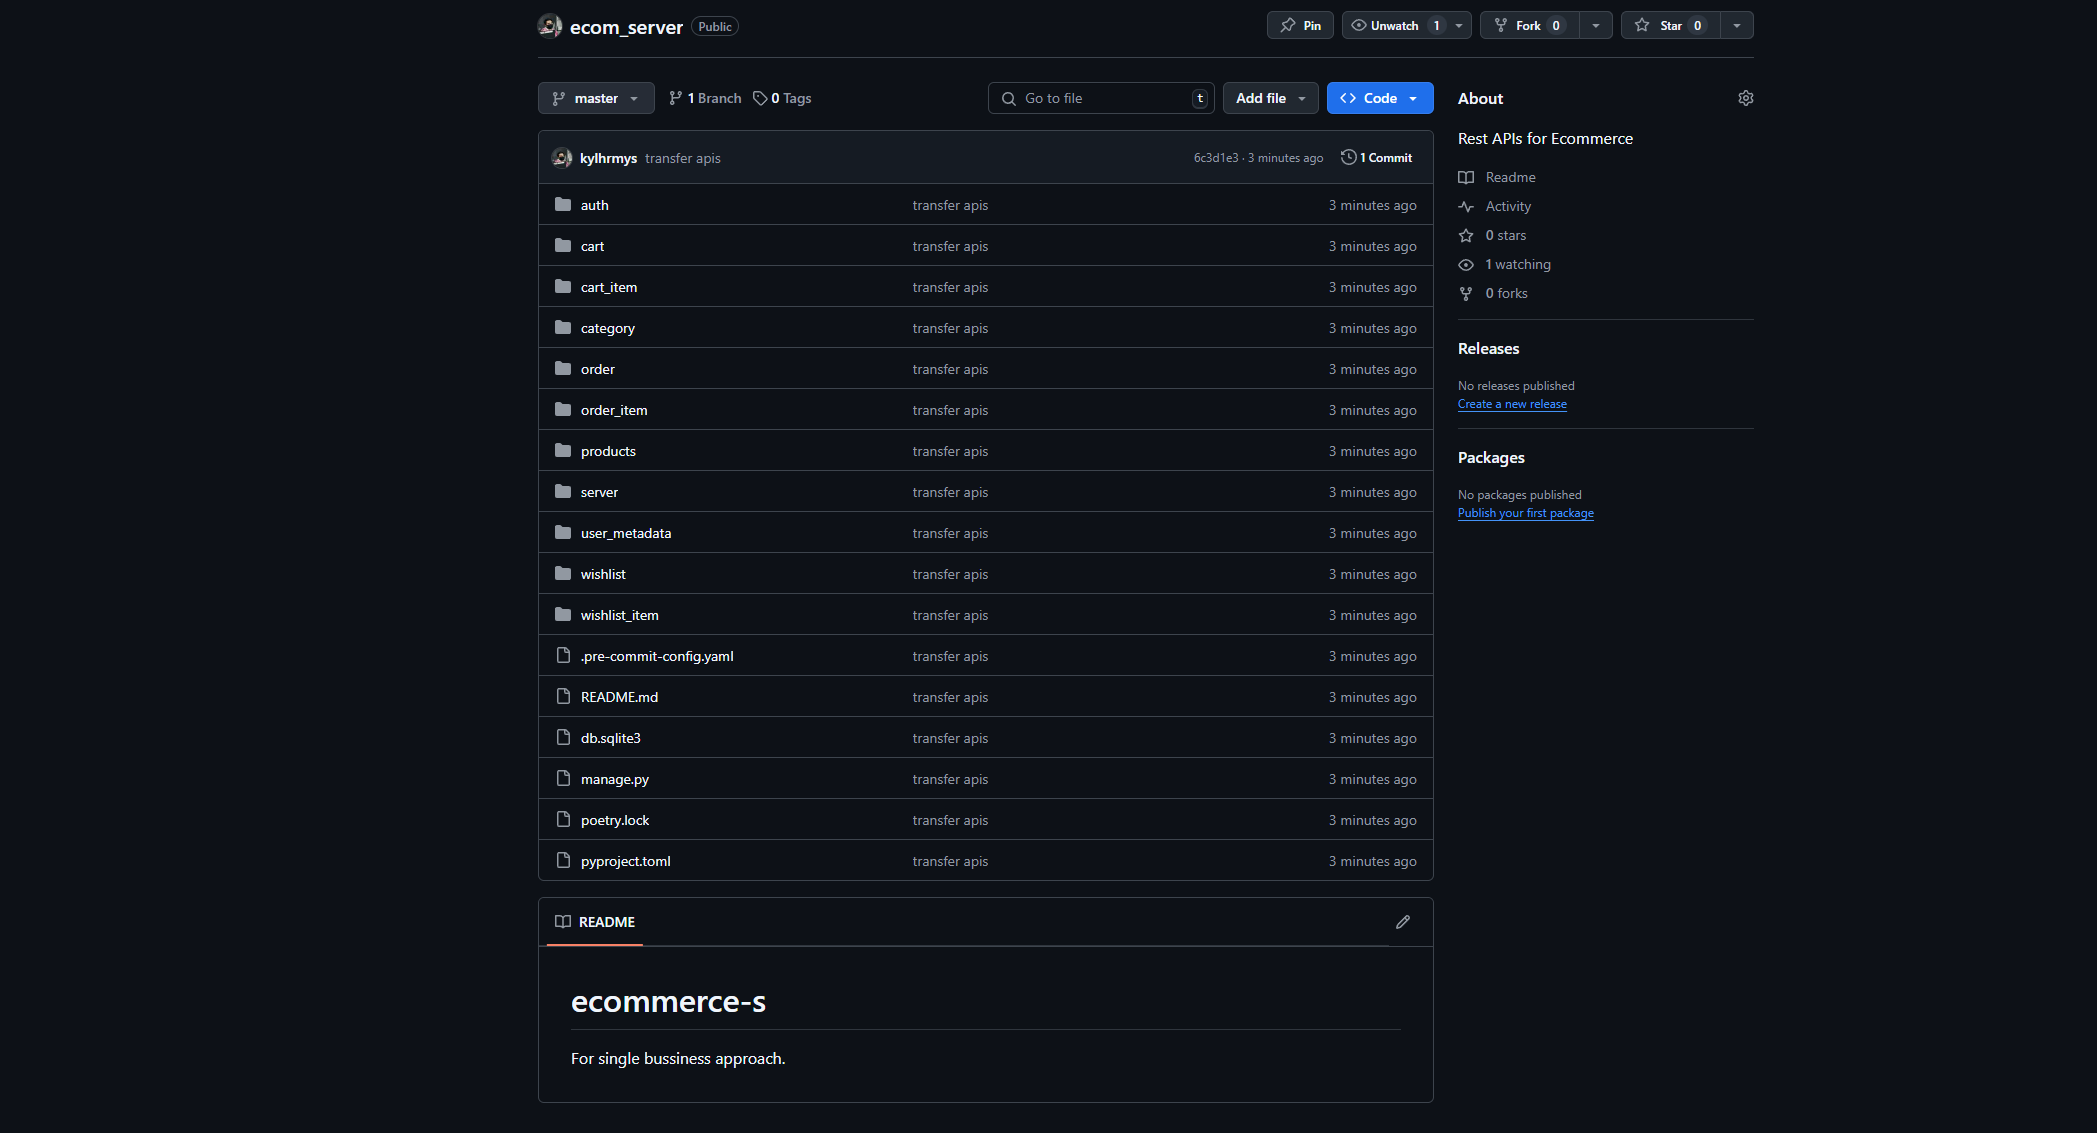 ecom_server Public Pin Unwatch 1 Fork 0 Star 0
master 1 Branch 0 Tags Go to file t Add file Code
kylhrmys transfer apis 6c3d1e3 · 3 minutes ago 1 Commit
auth transfer apis 3 minutes ago
cart transfer apis 3 minutes ago
cart_item transfer apis 3 minutes ago
category transfer apis 3 minutes ago
order transfer apis 3 minutes ago
order_item transfer apis 3 minutes ago
products transfer apis 3 minutes ago
server transfer apis 3 minutes ago
user_metadata transfer apis 3 minutes ago
wishlist transfer apis 3 minutes ago
wishlist_item transfer apis 3 minutes ago
.pre-commit-config.yaml transfer apis 3 minutes ago
README.md transfer apis 3 minutes ago
db.sqlite3 transfer apis 3 minutes ago
manage.py transfer apis 3 minutes ago
poetry.lock transfer apis 3 minutes ago
pyproject.toml transfer apis 3 minutes ago
README
ecommerce-s
For single bussiness approach.
About
Rest APIs for Ecommerce
Readme
Activity
0 stars
1 watching
0 forks
Releases
No releases published
Create a new release
Packages
No packages published
Publish your first package